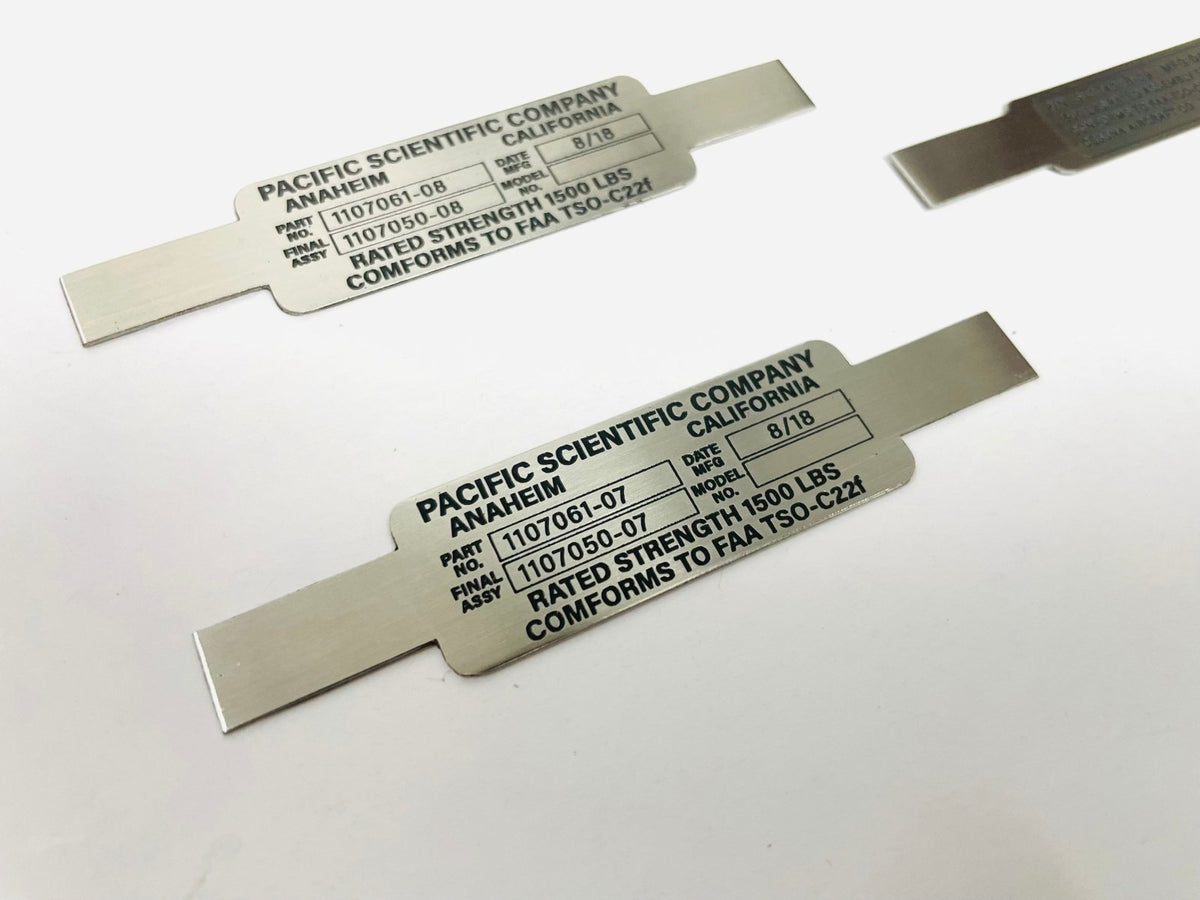 PACIFIC SCIENTIFIC COMPANY
ANAHEIM CALIFORNIA
PART NO. 1107061-08 DATE MFG 8/18
FINAL ASSY 1107050-08 MODEL NO.
RATED STRENGTH 1500 LBS
COMFORMS TO FAA TSO-C22f
PACIFIC SCIENTIFIC COMPANY
ANAHEIM CALIFORNIA
PART NO. 1107061-07 DATE MFG 8/18
FINAL ASSY 1107050-07 MODEL NO.
RATED STRENGTH 1500 LBS
COMFORMS TO FAA TSO-C22f